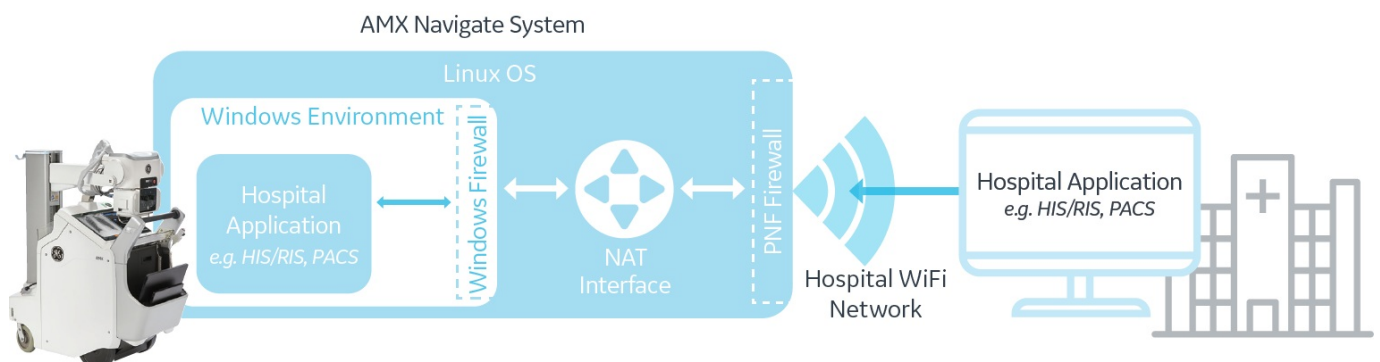 AMX Navigate System
Linux OS
Windows Environment
Hospital
Application
e.g. HIS/RIS, PACS
Windows Firewall
NAT
Interface
PNF Firewall
Hospital WiFi
Network
Hospital Application
e.g. HIS/RIS, PACS